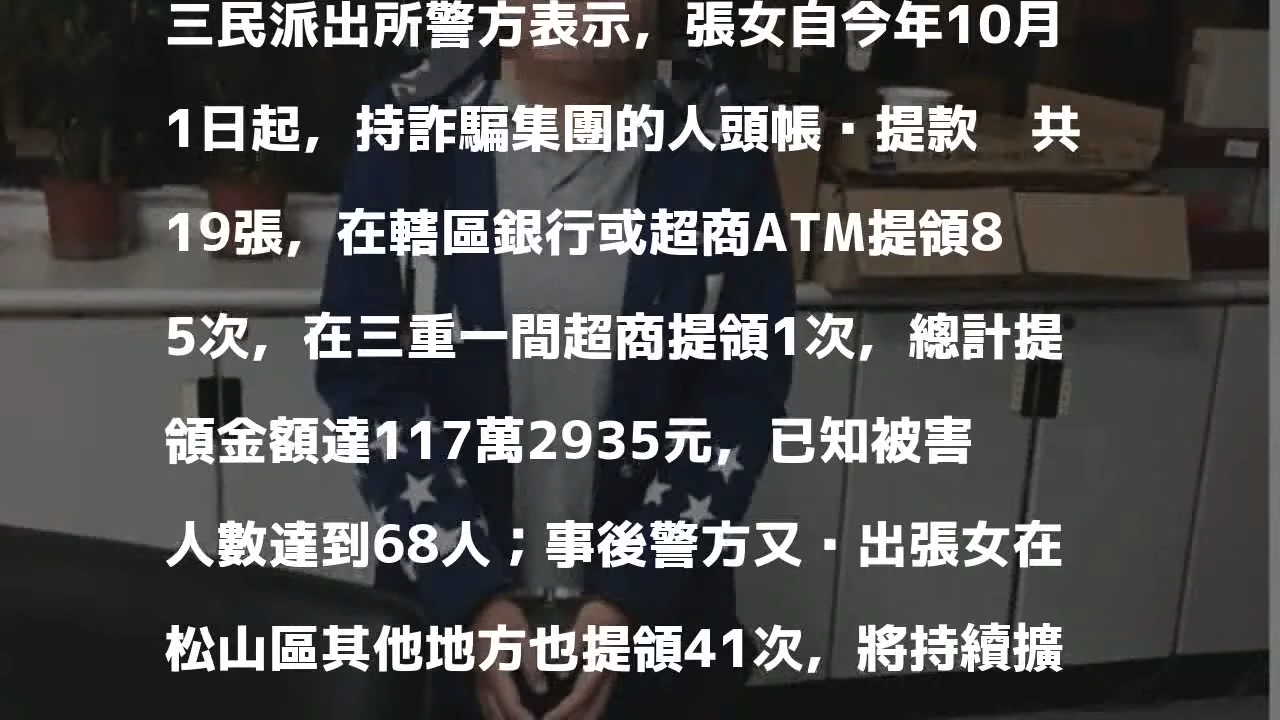 三民派出所警方表示，張女自今年10月
1日起，持詐騙集團的人頭帳▪提款　共
19張，在轄區銀行或超商ATM提領8
5次，在三重一間超商提領1次，總計提
領金額達117萬2935元，已知被害
人數達到68人；事後警方又▪出張女在
松山區其他地方也提領41次，將持續擴